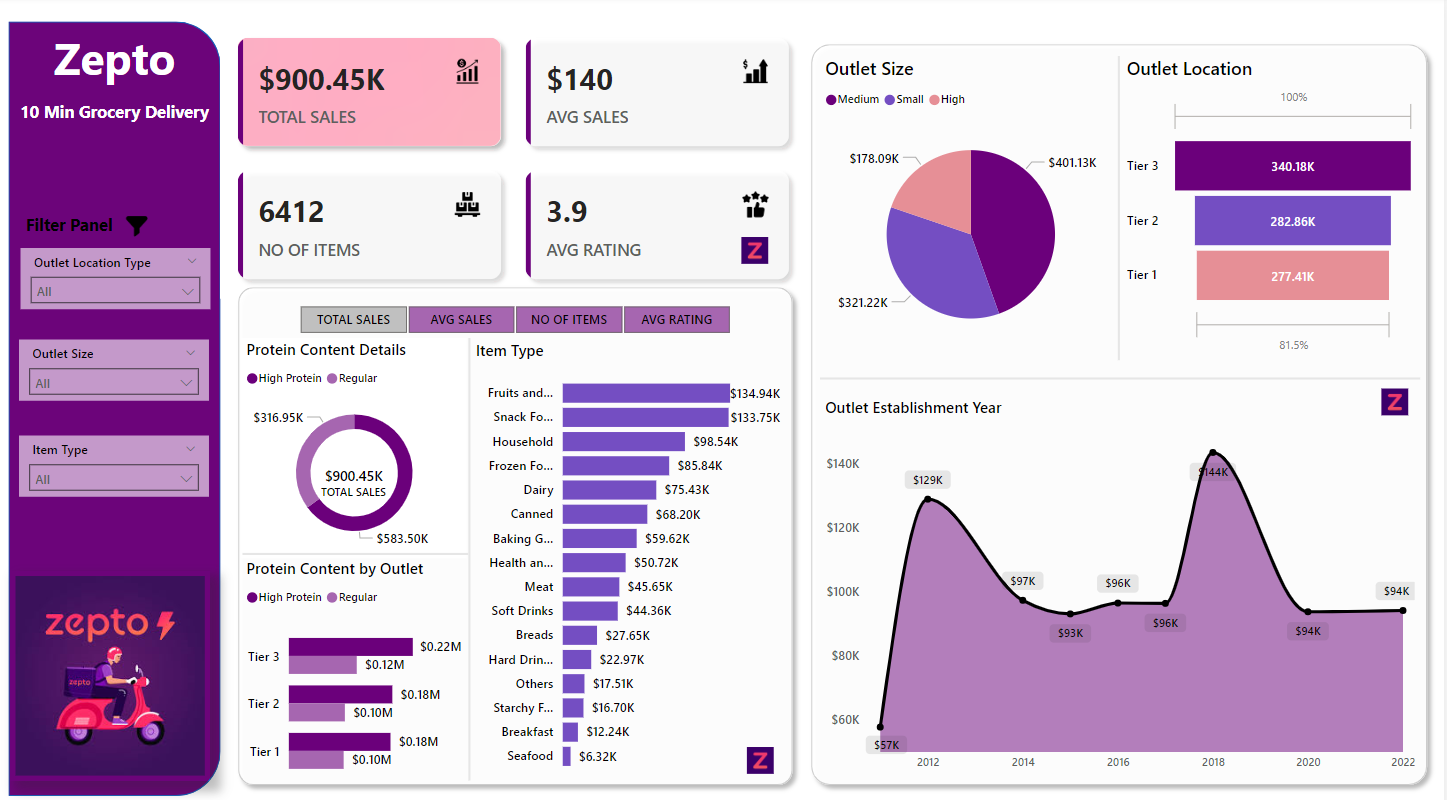 Zepto
10 Min Grocery Delivery
Filter Panel
Outlet Location Type
All
Outlet Size
All
Item Type
All
zepto
zepto
$900.45K
TOTAL SALES
$140
AVG SALES
6412
NO OF ITEMS
3.9
AVG RATING
Z
TOTAL SALES AVG SALES NO OF ITEMS AVG RATING
Protein Content Details
High Protein Regular
$316.95K
$900.45K
TOTAL SALES
$583.50K
Protein Content by Outlet
High Protein Regular
Tier 3 $0.22M
$0.12M
Tier 2 $0.18M
$0.10M
Tier 1 $0.18M
$0.10M
Item Type
Fruits and... $134.94K
Snack Fo... $133.75K
Household $98.54K
Frozen Fo... $85.84K
Dairy $75.43K
Canned $68.20K
Baking G... $59.62K
Health an... $50.72K
Meat $45.65K
Soft Drinks $44.36K
Breads $27.65K
Hard Drin... $22.97K
Others $17.51K
Starchy F... $16.70K
Breakfast $12.24K
Seafood $6.32K
Z
Outlet Size
Medium Small High
$178.09K
$401.13K
$321.22K
Outlet Location
100%
Tier 3 340.18K
Tier 2 282.86K
Tier 1 277.41K
81.5%
Outlet Establishment Year
Z
$140K
$120K
$100K
$80K
$60K
$57K
$129K
$97K
$93K
$96K
$96K
$144K
$94K
$94K
2012 2014 2016 2018 2020 2022